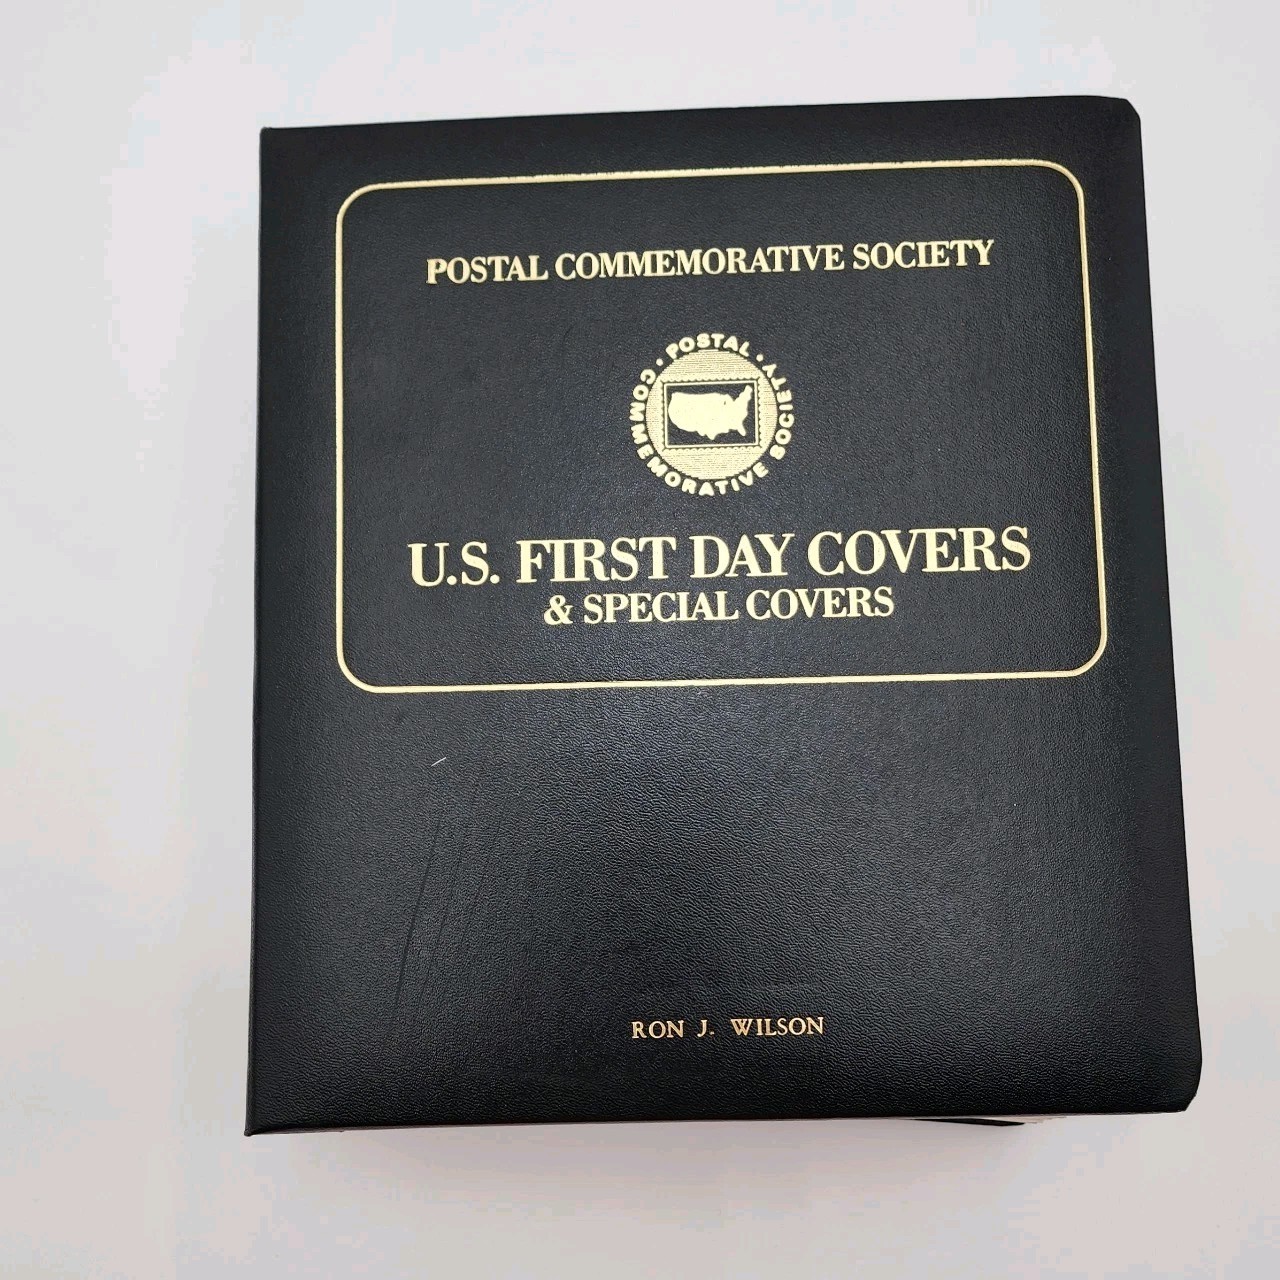 POSTAL COMMEMORATIVE SOCIETY
· POSTAL · COMMEMORATIVE SOCIETY
U.S. FIRST DAY COVERS
& SPECIAL COVERS
RON J. WILSON